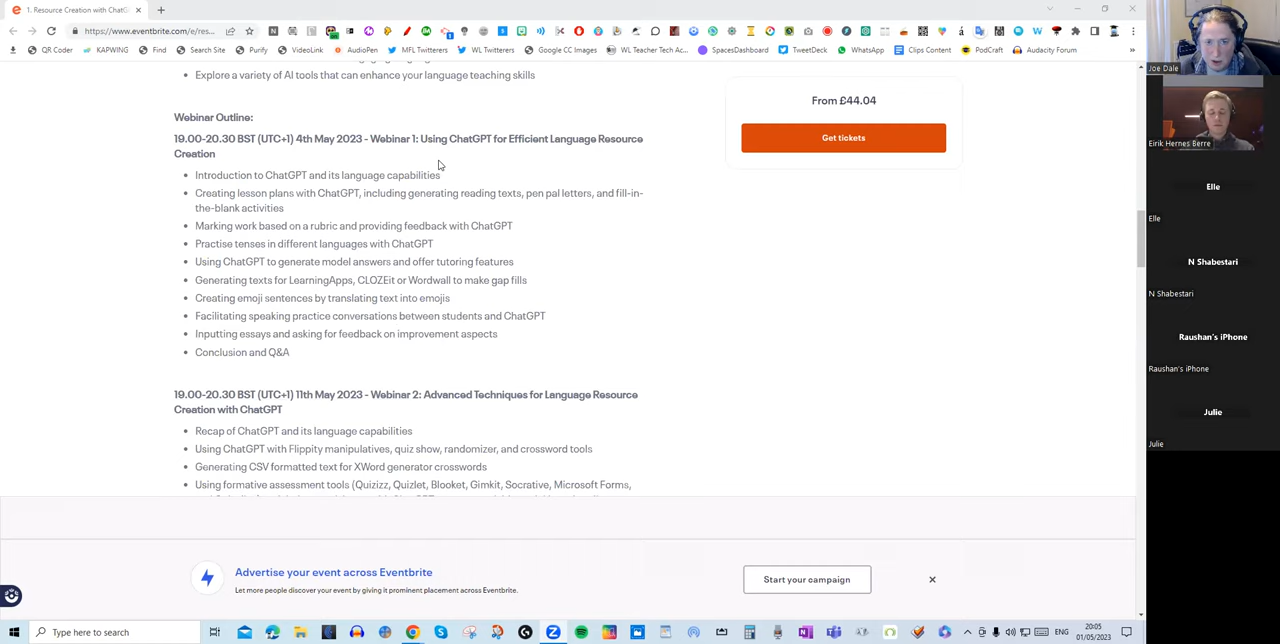 1. Resource Creation with ChatG
https://www.eventbrite.com/e/res...
QR Coder
KAPWING
Find
Search Site
Purify
VideoLink
AudioPen
MFL Twitterers
WL Twitterers
Google CC Images
WL Teacher Tech Ac...
SpacesDashboard
TweetDeck
WhatsApp
Clips Content
PodCraft
Audacity Forum
Explore a variety of AI tools that can enhance your language teaching skills
Webinar Outline:
19.00-20.30 BST (UTC+1) 4th May 2023 - Webinar 1: Using ChatGPT for Efficient Language Resource
Creation
Introduction to ChatGPT and its language capabilities
Creating lesson plans with ChatGPT, including generating reading texts, pen pal letters, and fill-in-
the-blank activities
Marking work based on a rubric and providing feedback with ChatGPT
Practise tenses in different languages with ChatGPT
Using ChatGPT to generate model answers and offer tutoring features
Generating texts for LearningApps, CLOZEit or Wordwall to make gap fills
Creating emoji sentences by translating text into emojis
Facilitating speaking practice conversations between students and ChatGPT
Inputting essays and asking for feedback on improvement aspects
Conclusion and Q&A
19.00-20.30 BST (UTC+1) 11th May 2023 - Webinar 2: Advanced Techniques for Language Resource
Creation with ChatGPT
Recap of ChatGPT and its language capabilities
Using ChatGPT with Flippity manipulatives, quiz show, randomizer, and crossword tools
Generating CSV formatted text for XWord generator crosswords
Using formative assessment tools (Quizizz, Quizlet, Blooket, Gimkit, Socrative, Microsoft Forms,
From £44.04
Get tickets
Advertise your event across Eventbrite
Let more people discover your event by giving it prominent placement across Eventbrite.
Start your campaign
Joe Dale
Eirik Hernes Berre
Elle
Elle
N Shabestari
N Shabestari
Raushan's iPhone
Raushan's iPhone
Julie
Julie
Type here to search
ENG
20:05
01/05/2023